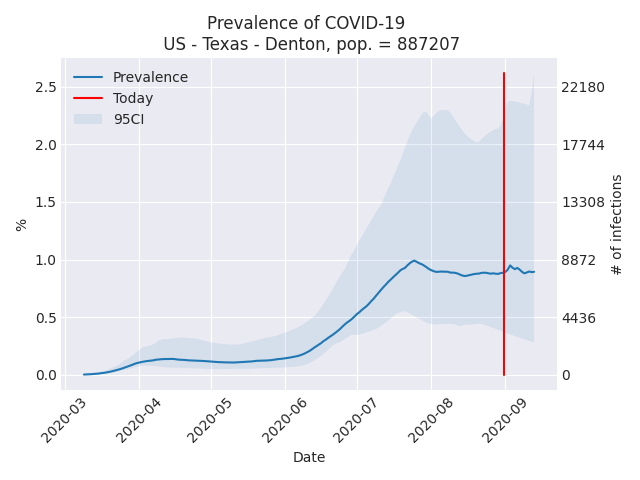 Prevalence of COVID-19
US - Texas - Denton, pop. = 887207
Prevalence
Today
95CI
2.5
2.0
1.5
1.0
0.5
0.0
%
22180
17744
13308
8872
4436
0
# of infections
2020-03
2020-04
2020-05
2020-06
2020-07
2020-08
2020-09
Date